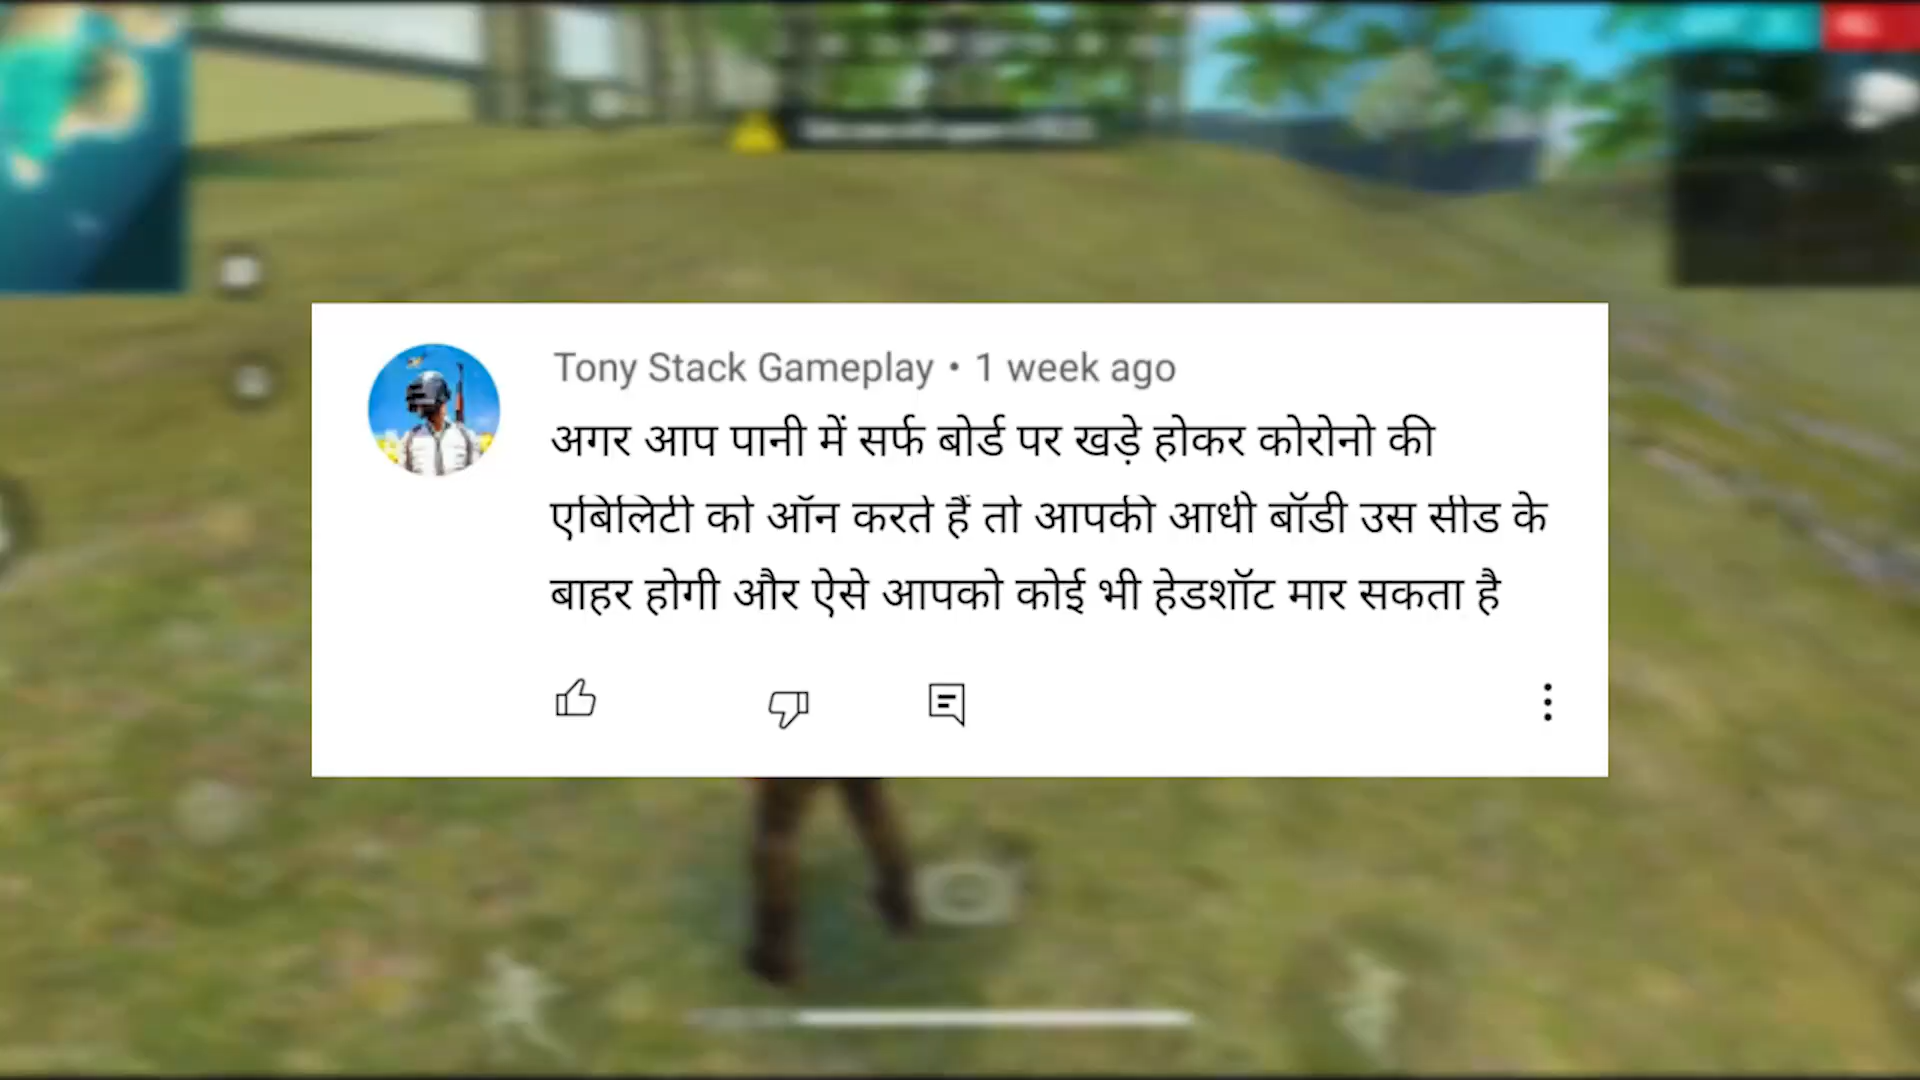 Tony Stack Gameplay • 1 week ago
अगर आप पानी में सर्फ बोर्ड पर खड़े होकर कोरोनो की
एबिलिटी को ऑन करते हैं तो आपकी आधी बॉडी उस सीड के
बाहर होगी और ऐसे आपको कोई भी हेडशॉट मार सकता है